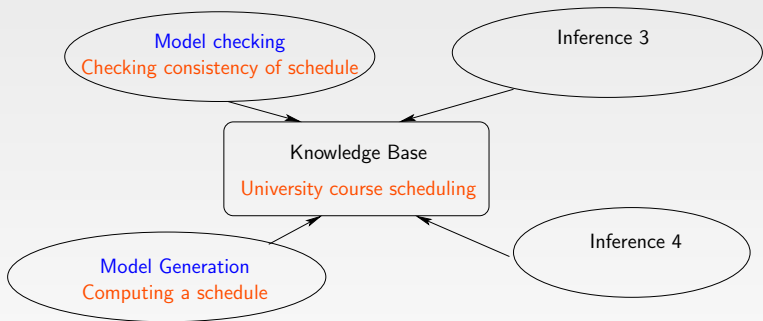 Model checking
Checking consistency of schedule
Inference 3
Knowledge Base
University course scheduling
Model Generation
Computing a schedule
Inference 4